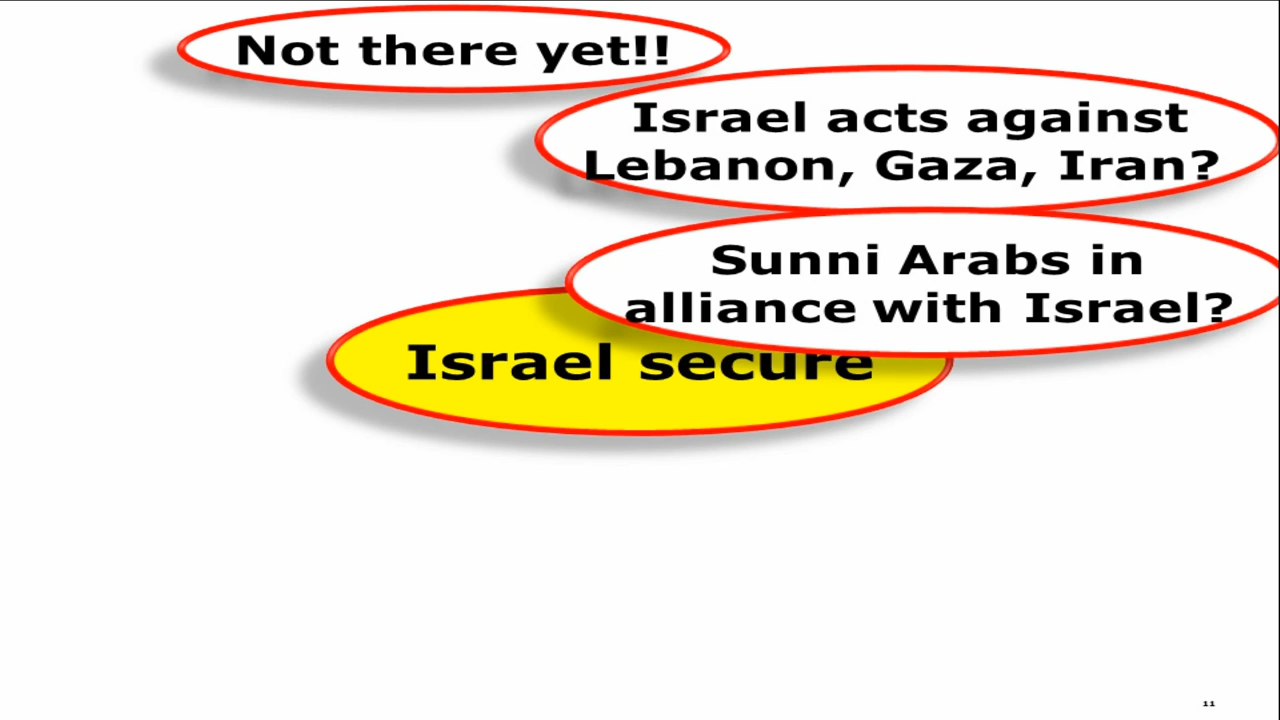 Not there yet!!
Israel acts against
Lebanon, Gaza, Iran?
Sunni Arabs in
alliance with Israel?
Israel secure
11